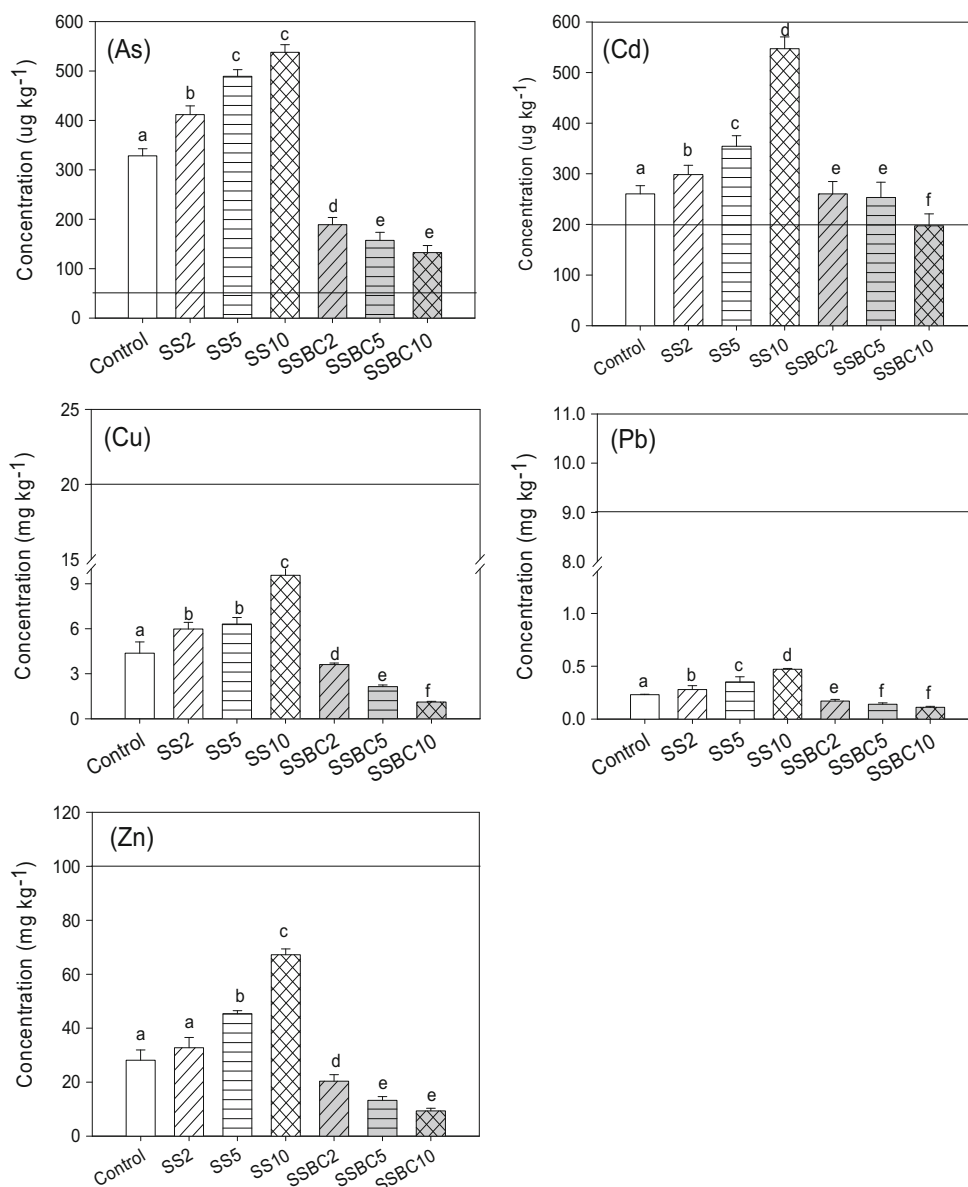 600
500
400
300
200
100
0
Concentration (ug kg⁻¹)
(As)
a
b
c
c
d
e
e
Control
SS2
SS5
SS10
SSBC2
SSBC5
SSBC10
600
500
400
300
200
100
0
Concentration (ug kg⁻¹)
(Cd)
a
b
c
d
e
e
f
Control
SS2
SS5
SS10
SSBC2
SSBC5
SSBC10
25
20
15
9
6
3
0
Concentration (mg kg⁻¹)
(Cu)
a
b
b
c
d
e
f
Control
SS2
SS5
SS10
SSBC2
SSBC5
SSBC10
11.0
10.0
9.0
8.0
1.0
0.5
0.0
Concentration (mg kg⁻¹)
(Pb)
a
b
c
d
e
f
f
Control
SS2
SS5
SS10
SSBC2
SSBC5
SSBC10
120
100
80
60
40
20
0
Concentration (mg kg⁻¹)
(Zn)
a
a
b
c
d
e
e
Control
SS2
SS5
SS10
SSBC2
SSBC5
SSBC10